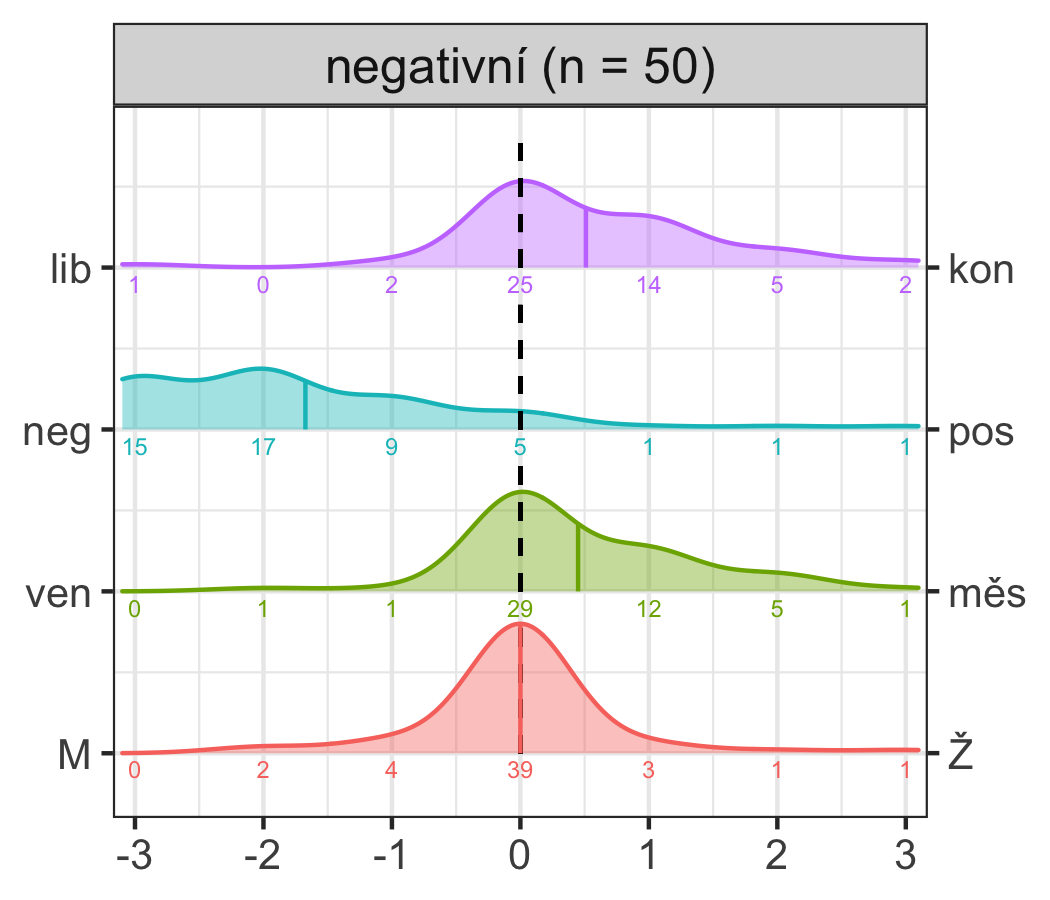 negativní (n = 50)
lib kon
1 0 2 25 14 5 2
neg pos
15 17 9 5 1 1 1
ven měs
0 1 1 29 12 5 1
M Ž
0 2 4 39 3 1 1
-3 -2 -1 0 1 2 3